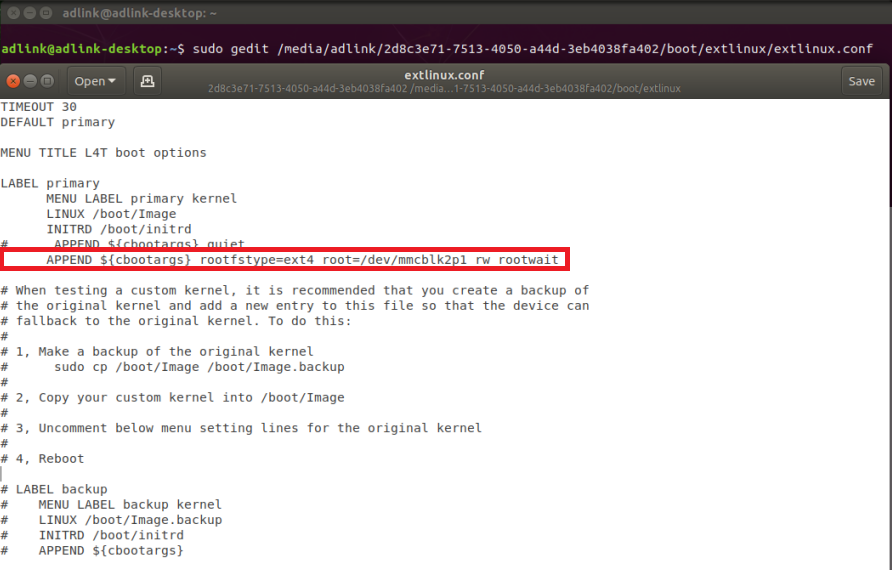 adlink@adlink-desktop: ~
adlink@adlink-desktop:~$ sudo gedit /media/adlink/2d8c3e71-7513-4050-a44d-3eb4038fa402/boot/extlinux/extlinux.conf
Open
extlinux.conf
2d8c3e71-7513-4050-a44d-3eb4038fa402 /media...1-7513-4050-a44d-3eb4038fa402/boot/extlinux
Save
TIMEOUT 30
DEFAULT primary
MENU TITLE L4T boot options
LABEL primary
      MENU LABEL primary kernel
      LINUX /boot/Image
      INITRD /boot/initrd
#      APPEND ${cbootargs} quiet
      APPEND ${cbootargs} rootfstype=ext4 root=/dev/mmcblk2p1 rw rootwait
# When testing a custom kernel, it is recommended that you create a backup of
# the original kernel and add a new entry to this file so that the device can
# fallback to the original kernel. To do this:
#
# 1, Make a backup of the original kernel
#      sudo cp /boot/Image /boot/Image.backup
#
# 2, Copy your custom kernel into /boot/Image
#
# 3, Uncomment below menu setting lines for the original kernel
#
# 4, Reboot
# LABEL backup
#    MENU LABEL backup kernel
#    LINUX /boot/Image.backup
#    INITRD /boot/initrd
#    APPEND ${cbootargs}